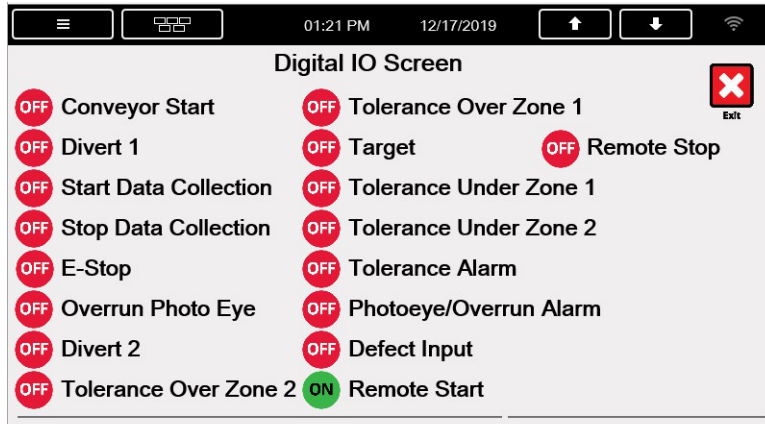 01:21 PM 12/17/2019
Digital IO Screen
Exit
OFF Conveyor Start OFF Tolerance Over Zone 1
OFF Divert 1 OFF Target OFF Remote Stop
OFF Start Data Collection OFF Tolerance Under Zone 1
OFF Stop Data Collection OFF Tolerance Under Zone 2
OFF E-Stop OFF Tolerance Alarm
OFF Overrun Photo Eye OFF Photoeye/Overrun Alarm
OFF Divert 2 OFF Defect Input
OFF Tolerance Over Zone 2 ON Remote Start